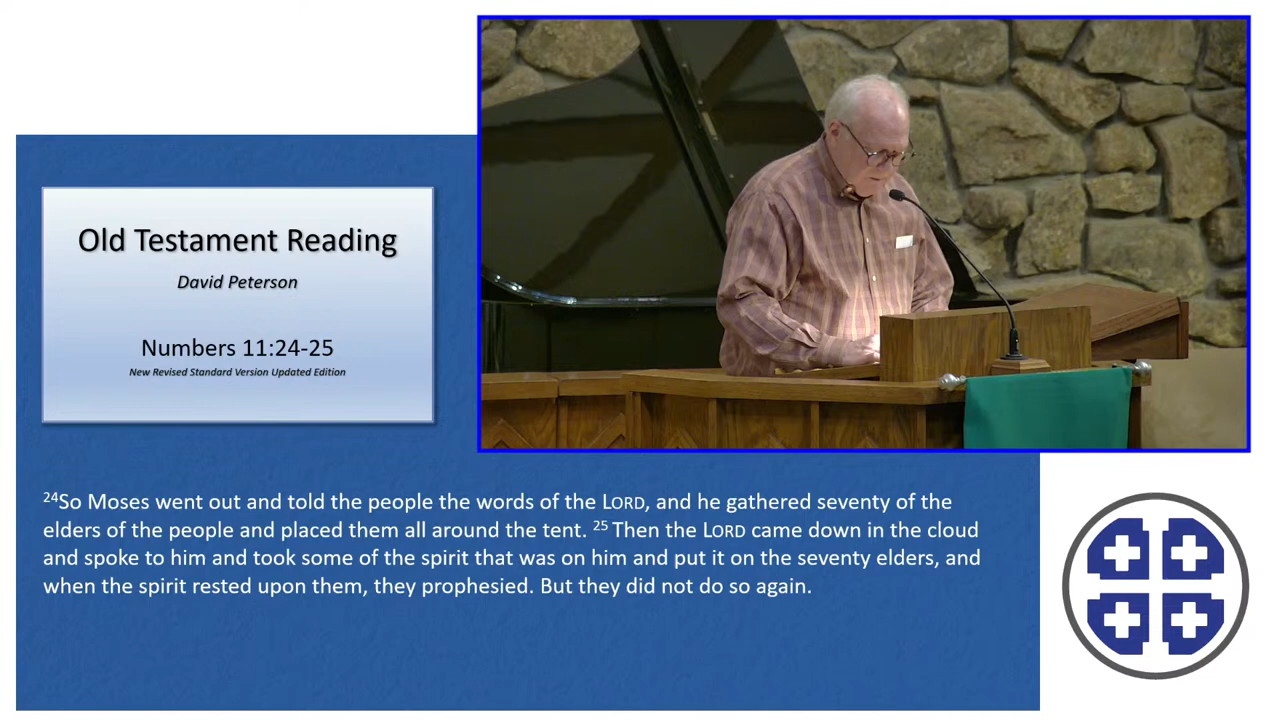 Old Testament Reading
David Peterson
Numbers 11:24-25
New Revised Standard Version Updated Edition
24So Moses went out and told the people the words of the LORD, and he gathered seventy of the
elders of the people and placed them all around the tent. 25 Then the LORD came down in the cloud
and spoke to him and took some of the spirit that was on him and put it on the seventy elders, and
when the spirit rested upon them, they prophesied. But they did not do so again.